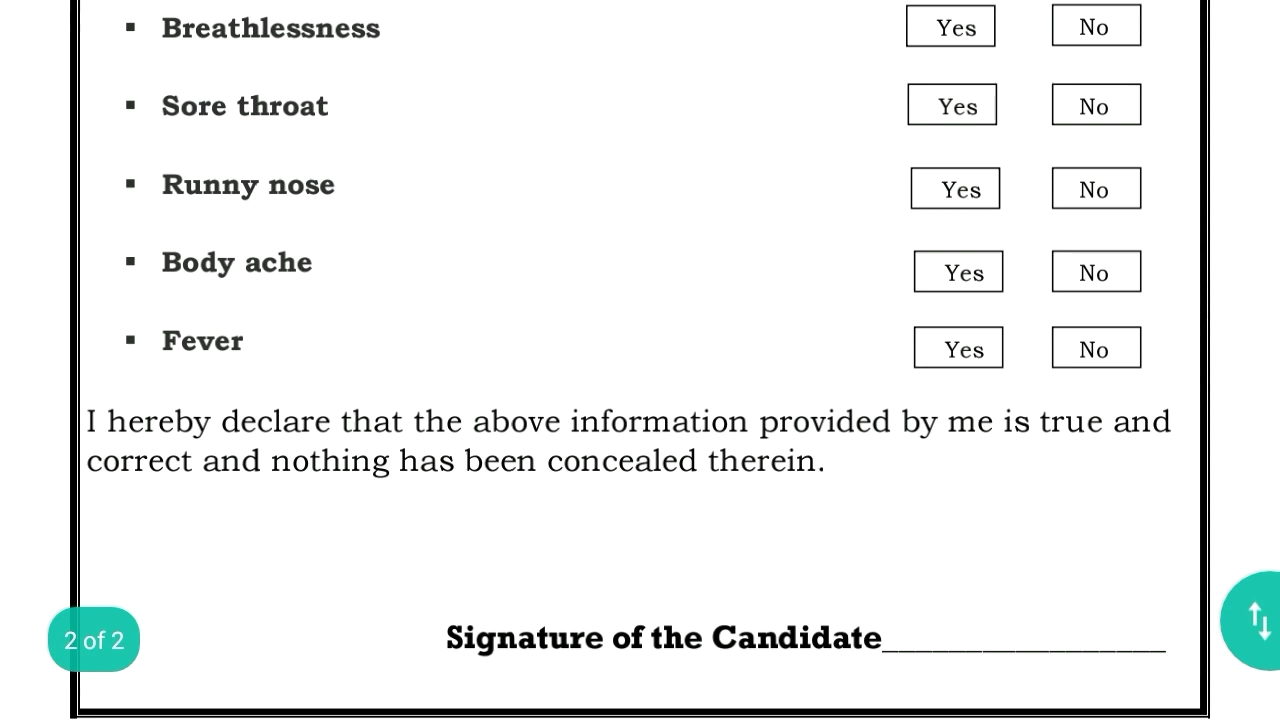 ▪ Breathlessness Yes No
▪ Sore throat Yes No
▪ Runny nose Yes No
▪ Body ache Yes No
▪ Fever Yes No
I hereby declare that the above information provided by me is true and
correct and nothing has been concealed therein.
2 of 2
Signature of the Candidate_________________